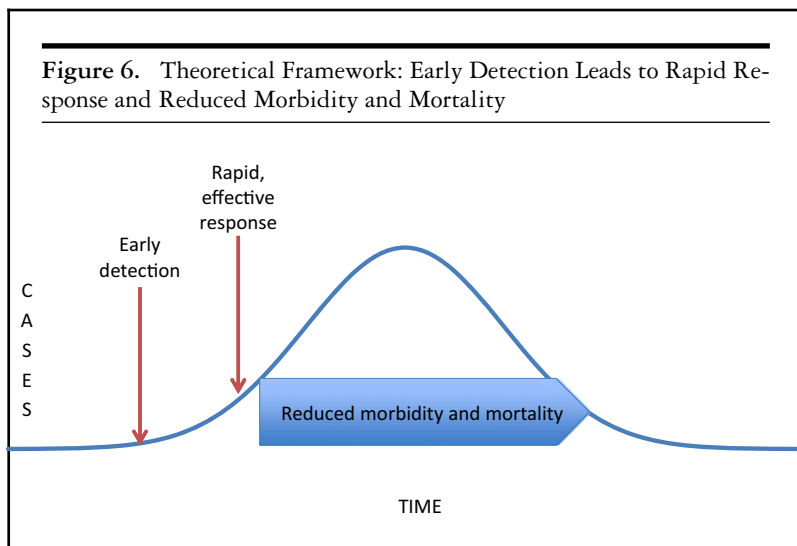 Figure 6. Theoretical Framework: Early Detection Leads to Rapid Re-
sponse and Reduced Morbidity and Mortality
Rapid,
effective
response
Early
detection
C
A
S
E
S
Reduced morbidity and mortality
TIME